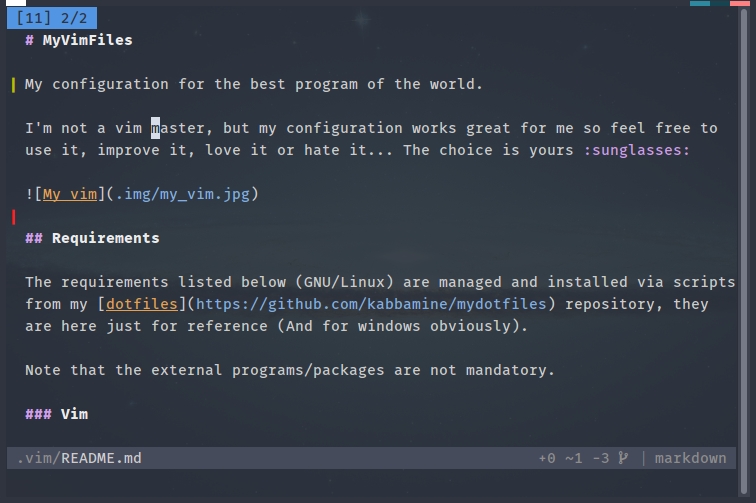 [11] 2/2
# MyVimFiles
My configuration for the best program of the world.
I'm not a vim master, but my configuration works great for me so feel free to
use it, improve it, love it or hate it... The choice is yours :sunglasses:
![My vim](.img/my_vim.jpg)
## Requirements
The requirements listed below (GNU/Linux) are managed and installed via scripts
from my [dotfiles](https://github.com/kabbamine/mydotfiles) repository, they
are here just for reference (And for windows obviously).
Note that the external programs/packages are not mandatory.
### Vim
.vim/README.md +0 ~1 -3 | markdown